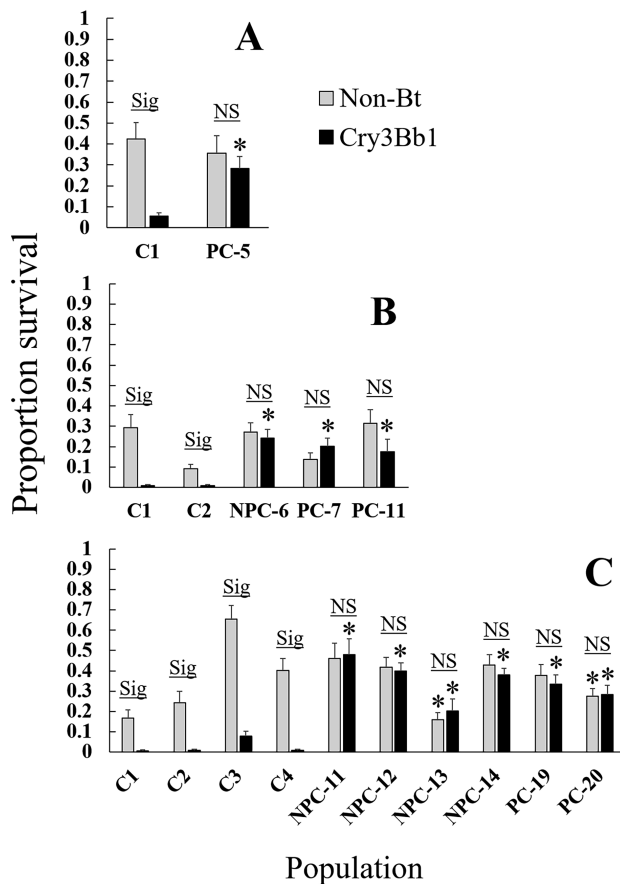 A
Sig
NS
*
1
0.9
0.8
0.7
0.6
0.5
0.4
0.3
0.2
0.1
0
C1 PC-5
Non-Bt
Cry3Bb1
Proportion survival
B
1
0.9
0.8
0.7
0.6
0.5
0.4
0.3
0.2
0.1
0
Sig Sig NS NS NS
* * *
C1 C2 NPC-6 PC-7 PC-11
C
1
0.9
0.8
0.7
0.6
0.5
0.4
0.3
0.2
0.1
0
Sig Sig Sig Sig NS NS NS NS NS NS
* * * * * * * *
C1 C2 C3 C4 NPC-11 NPC-12 NPC-13 NPC-14 PC-19 PC-20
Population